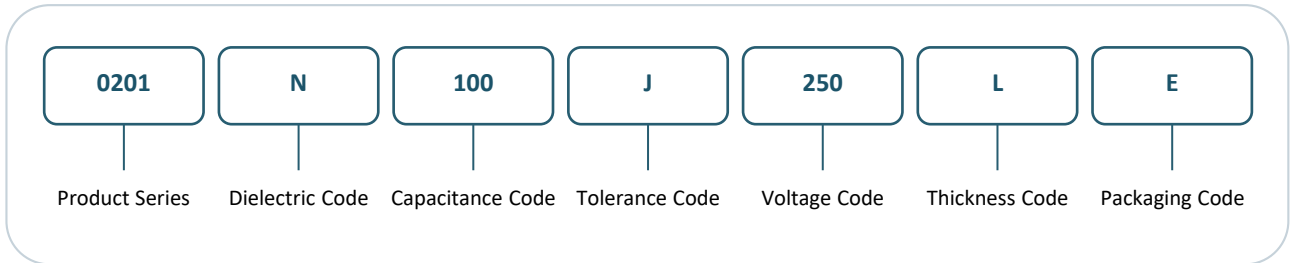 0201 N 100 J 250 L E
Product Series Dielectric Code Capacitance Code Tolerance Code Voltage Code Thickness Code Packaging Code